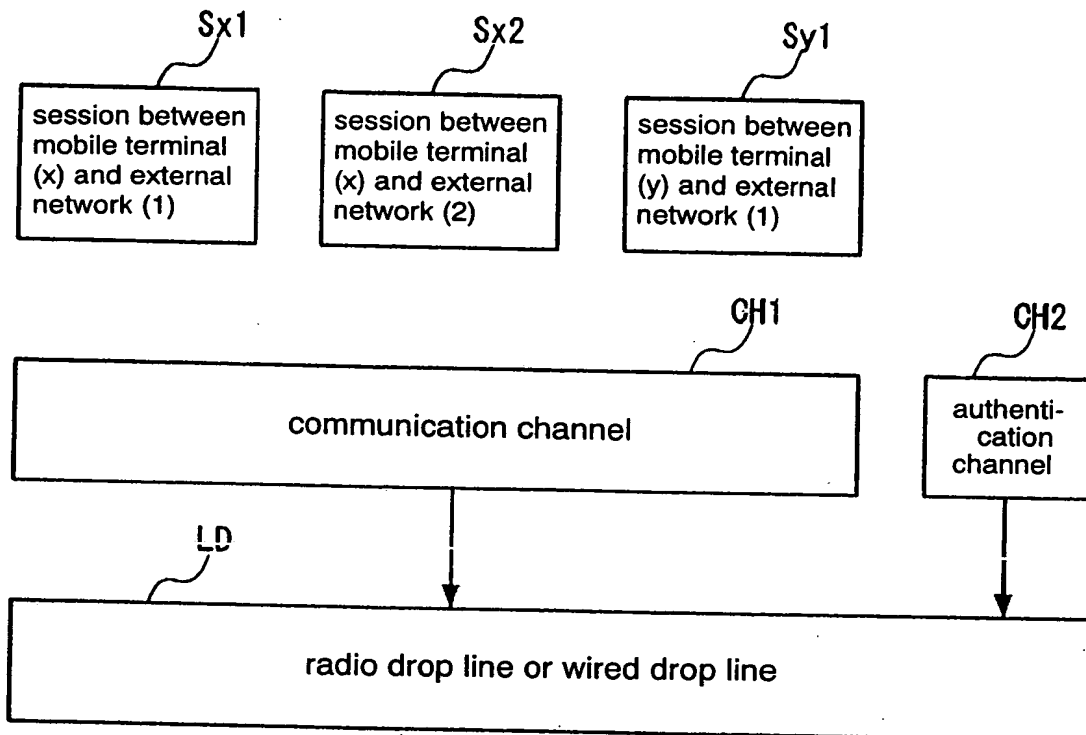 Sx1
Sx2
Sy1
session between
mobile terminal
(x) and external
network (1)
session between
mobile terminal
(x) and external
network (2)
session between
mobile terminal
(y) and external
network (1)
CH1
CH2
communication channel
authenti-
cation
channel
LD
radio drop line or wired drop line